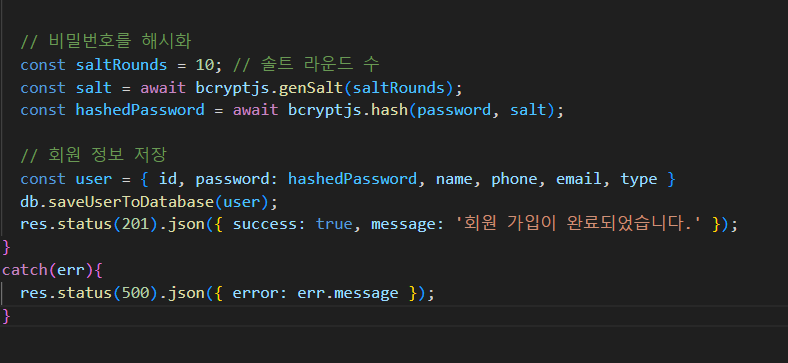 // 비밀번호를 해시화
const saltRounds = 10; // 솔트 라운드 수
const salt = await bcryptjs.genSalt(saltRounds);
const hashedPassword = await bcryptjs.hash(password, salt);
// 회원 정보 저장
const user = { id, password: hashedPassword, name, phone, email, type }
db.saveUserToDatabase(user);
res.status(201).json({ success: true, message: '회원 가입이 완료되었습니다.' });
}
catch(err){
res.status(500).json({ error: err.message });
}